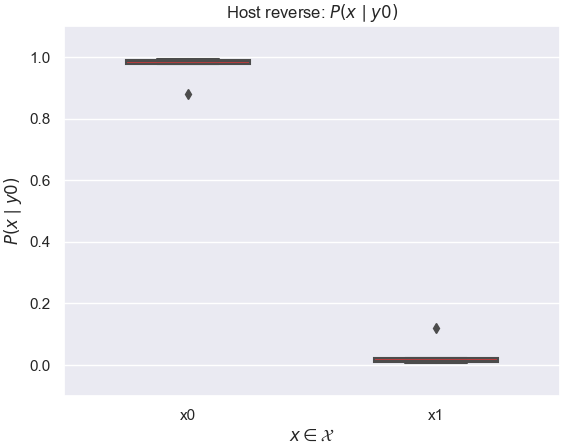 Host reverse: P(x | y0)
P(x | y0)
1.0
0.8
0.6
0.4
0.2
0.0
x0 x1
x ∈ 𝒳